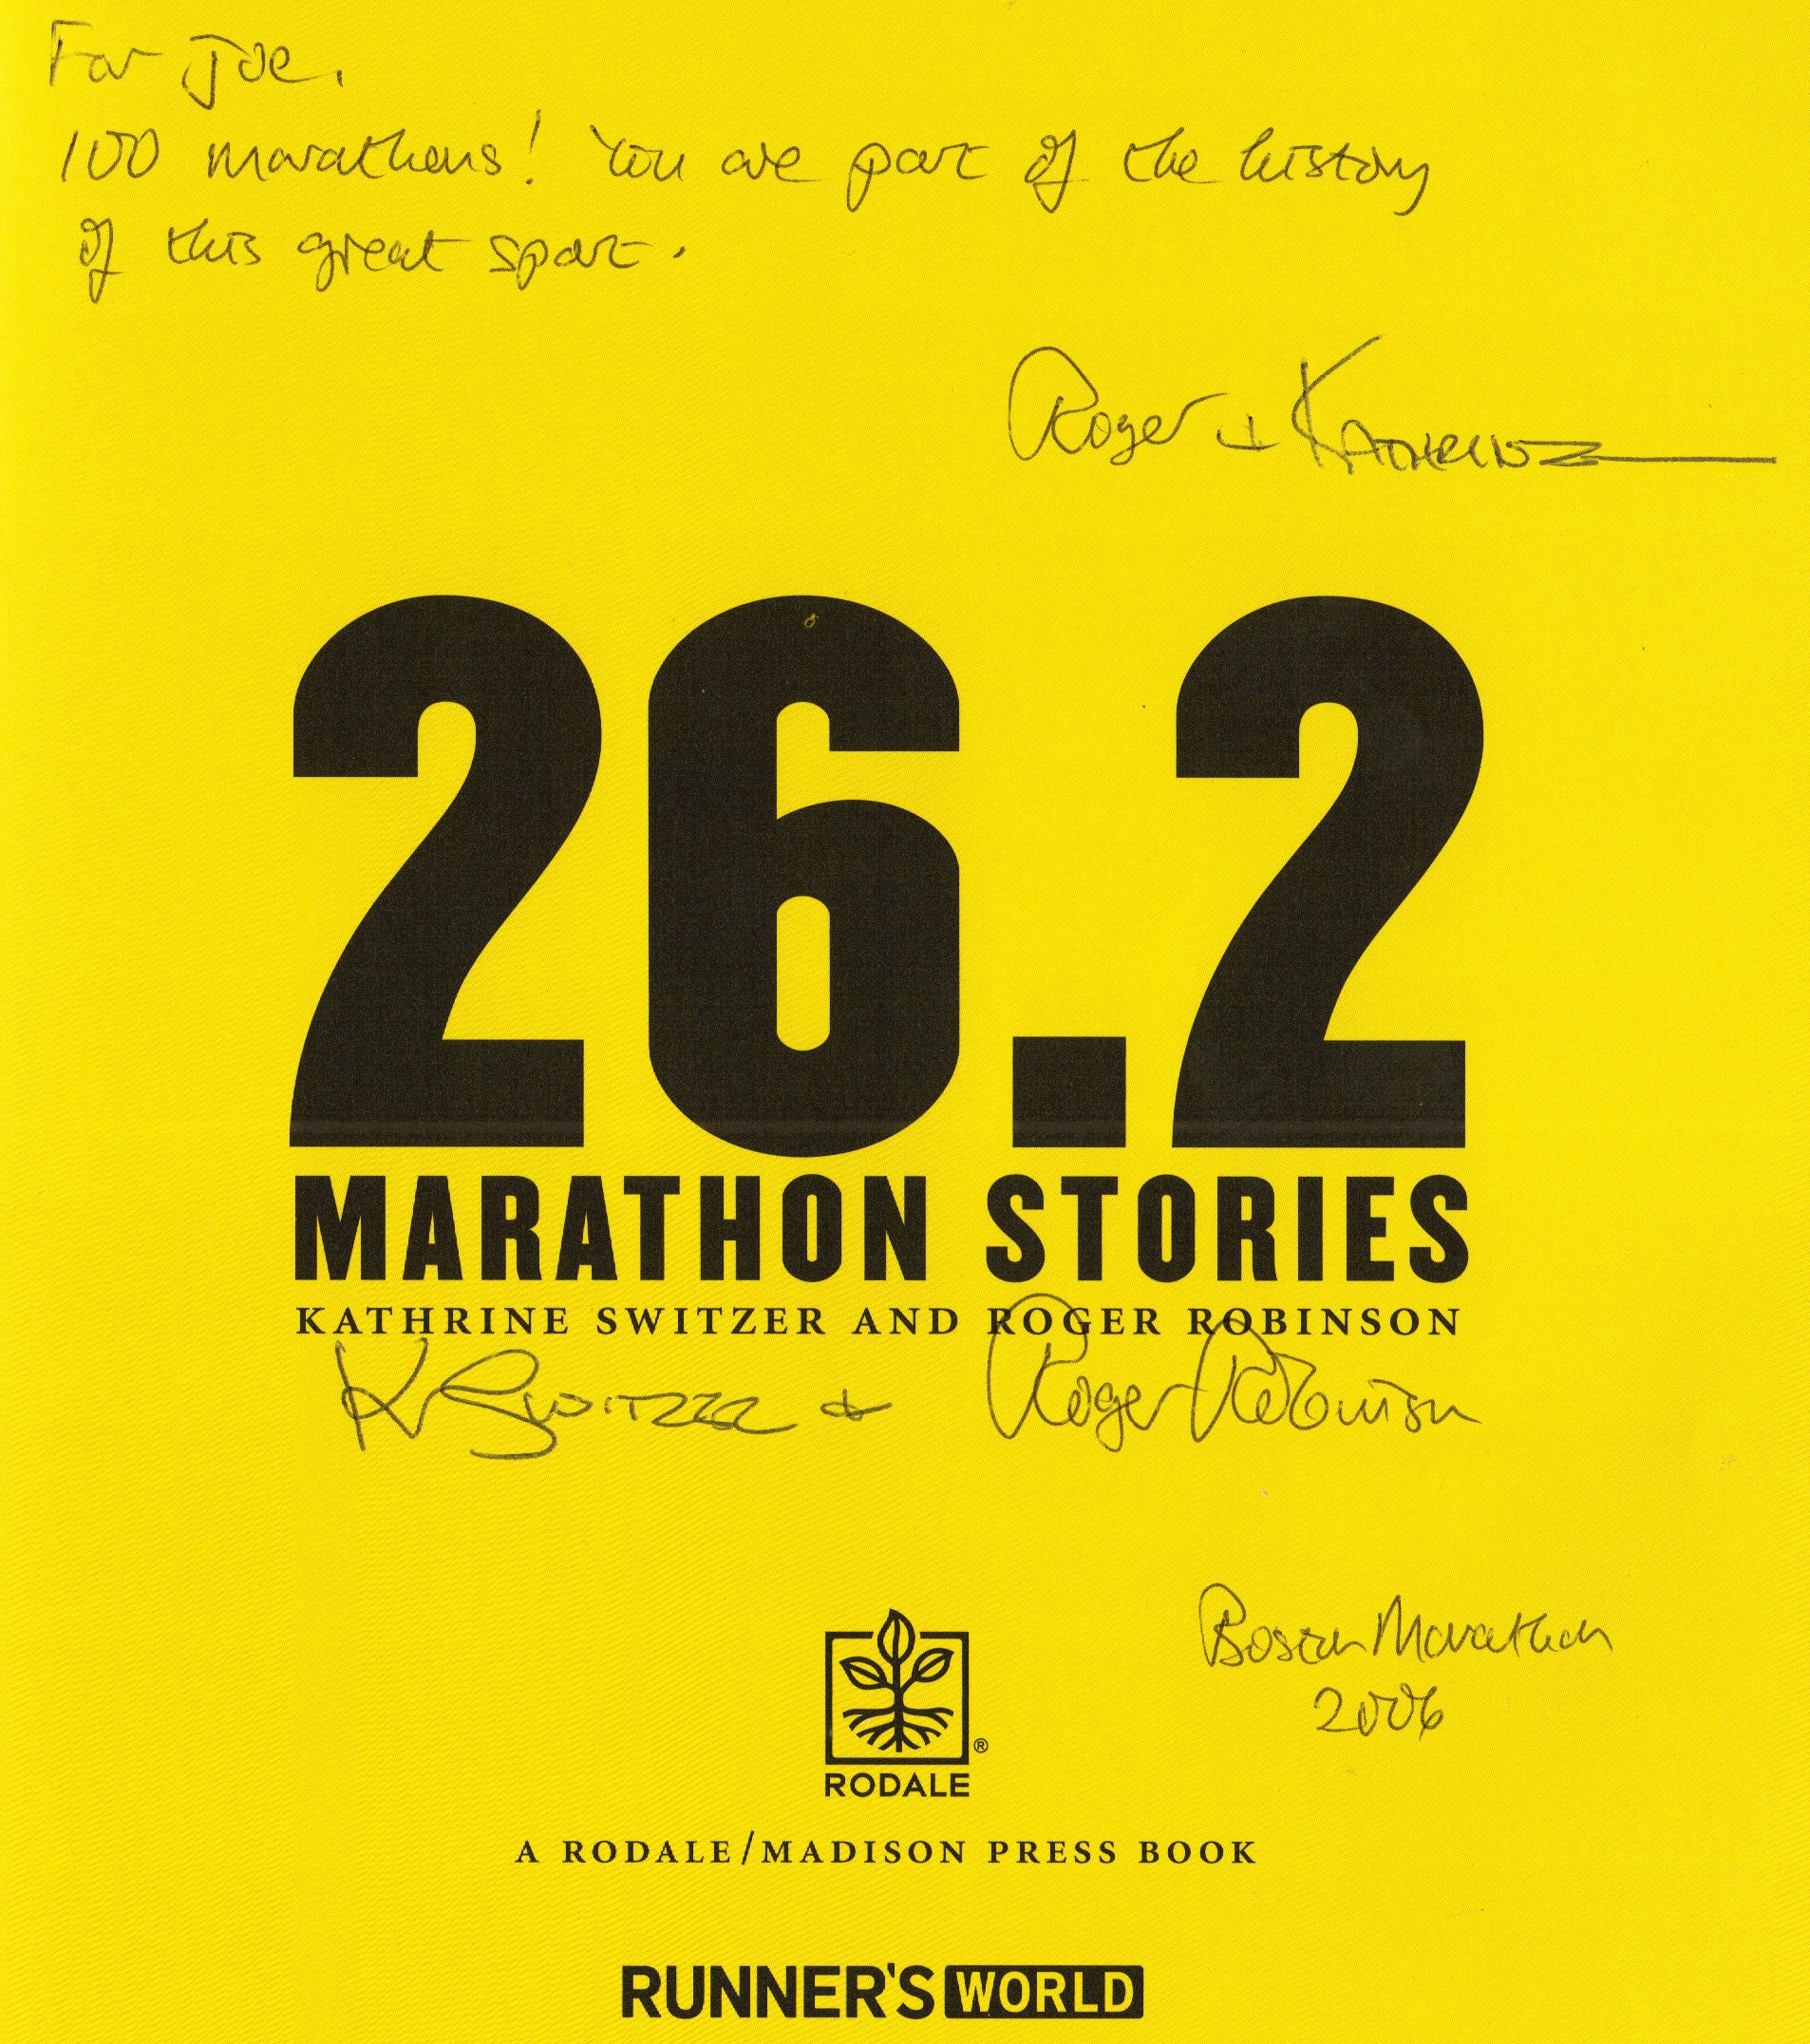 For Joe.
100 marathons! You are part of the history
of this great sport.
Roger + Kathrine
26.2
MARATHON STORIES
KATHRINE SWITZER AND ROGER ROBINSON
K Switzer + Roger Robinson
Boston Marathon
2006
®
RODALE
A RODALE/MADISON PRESS BOOK
RUNNER'S WORLD